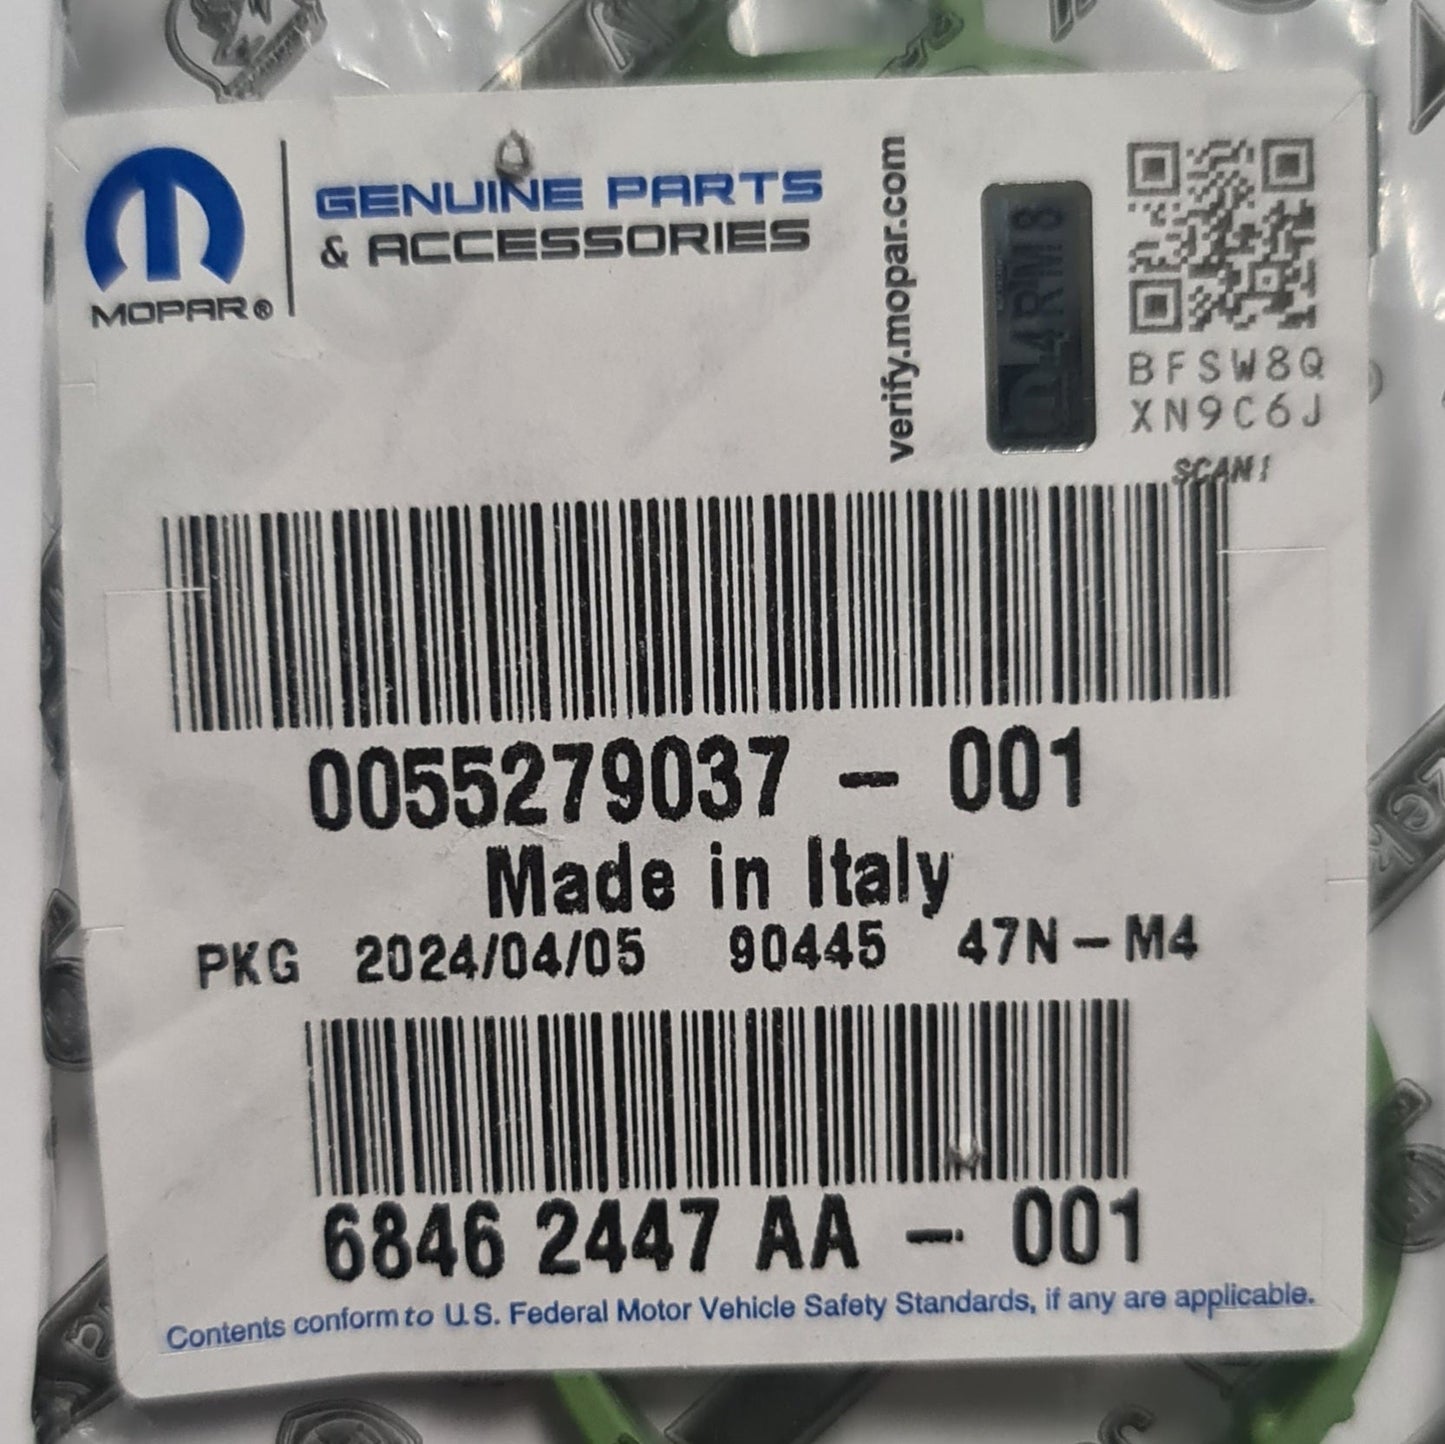 MOPAR®
GENUINE PARTS
& ACCESSORIES
verify.mopar.com
4RM8
BFSW8Q
XN9C6J
SCAN!
0055279037 - 001
Made in Italy
PKG 2024/04/05 90445 47N-M4
6846 2447 AA - 001
Contents conform to U.S. Federal Motor Vehicle Safety Standards, if any are applicable.